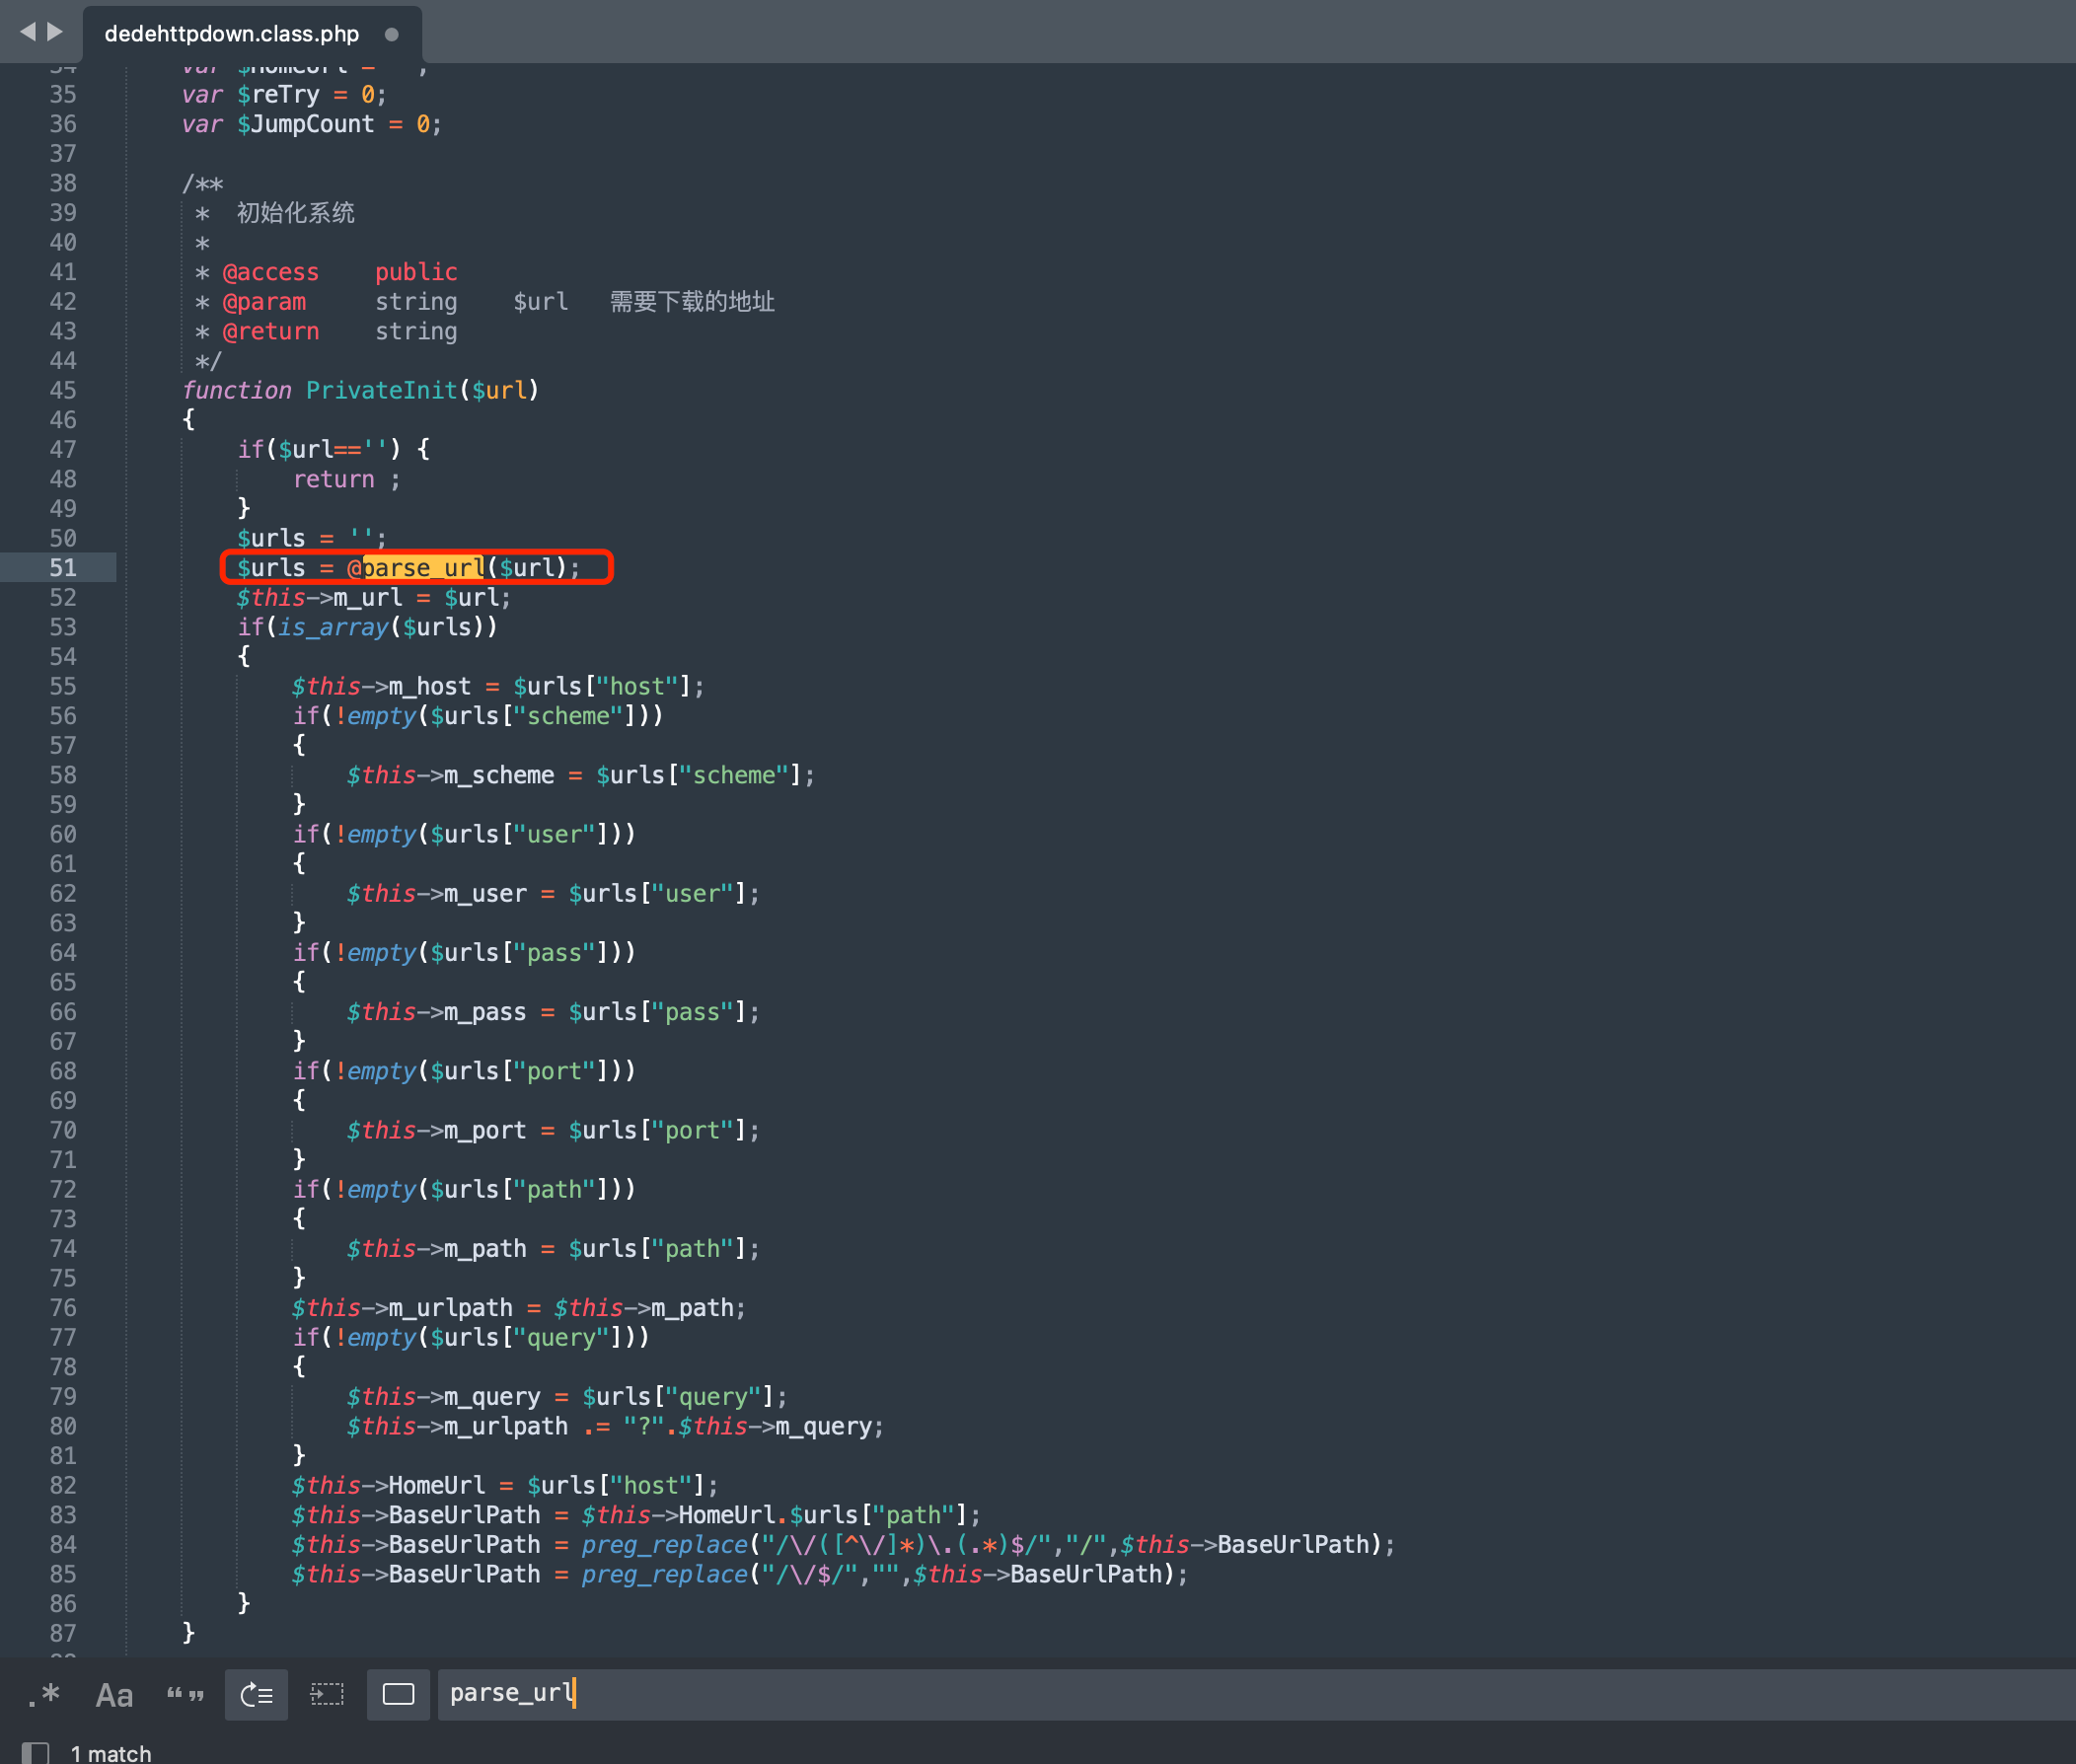 dedehttpdown.class.php
34 var $HomeUrl = '';
35 var $reTry = 0;
36 var $JumpCount = 0;
37
38 /**
39 * 初始化系统
40 *
41 * @access public
42 * @param string $url 需要下载的地址
43 * @return string
44 */
45 function PrivateInit($url)
46 {
47 if($url=='') {
48 return ;
49 }
50 $urls = '';
51 $urls = @parse_url($url);
52 $this->m_url = $url;
53 if(is_array($urls))
54 {
55 $this->m_host = $urls["host"];
56 if(!empty($urls["scheme"]))
57 {
58 $this->m_scheme = $urls["scheme"];
59 }
60 if(!empty($urls["user"]))
61 {
62 $this->m_user = $urls["user"];
63 }
64 if(!empty($urls["pass"]))
65 {
66 $this->m_pass = $urls["pass"];
67 }
68 if(!empty($urls["port"]))
69 {
70 $this->m_port = $urls["port"];
71 }
72 if(!empty($urls["path"]))
73 {
74 $this->m_path = $urls["path"];
75 }
76 $this->m_urlpath = $this->m_path;
77 if(!empty($urls["query"]))
78 {
79 $this->m_query = $urls["query"];
80 $this->m_urlpath .= "?".$this->m_query;
81 }
82 $this->HomeUrl = $urls["host"];
83 $this->BaseUrlPath = $this->HomeUrl.$urls["path"];
84 $this->BaseUrlPath = preg_replace("/\/([^\/]*)\.(.*)$/","/",$this->BaseUrlPath);
85 $this->BaseUrlPath = preg_replace("/\/$/","",$this->BaseUrlPath);
86 }
87 }
.* Aa “” parse_url
1 match